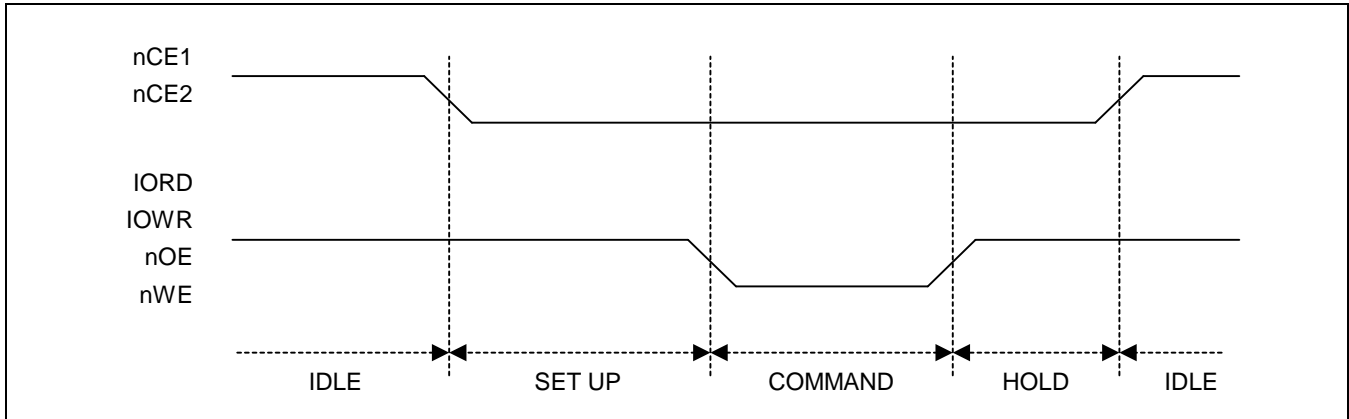 nCE1
nCE2
IORD
IOWR
nOE
nWE
IDLE SET UP COMMAND HOLD IDLE